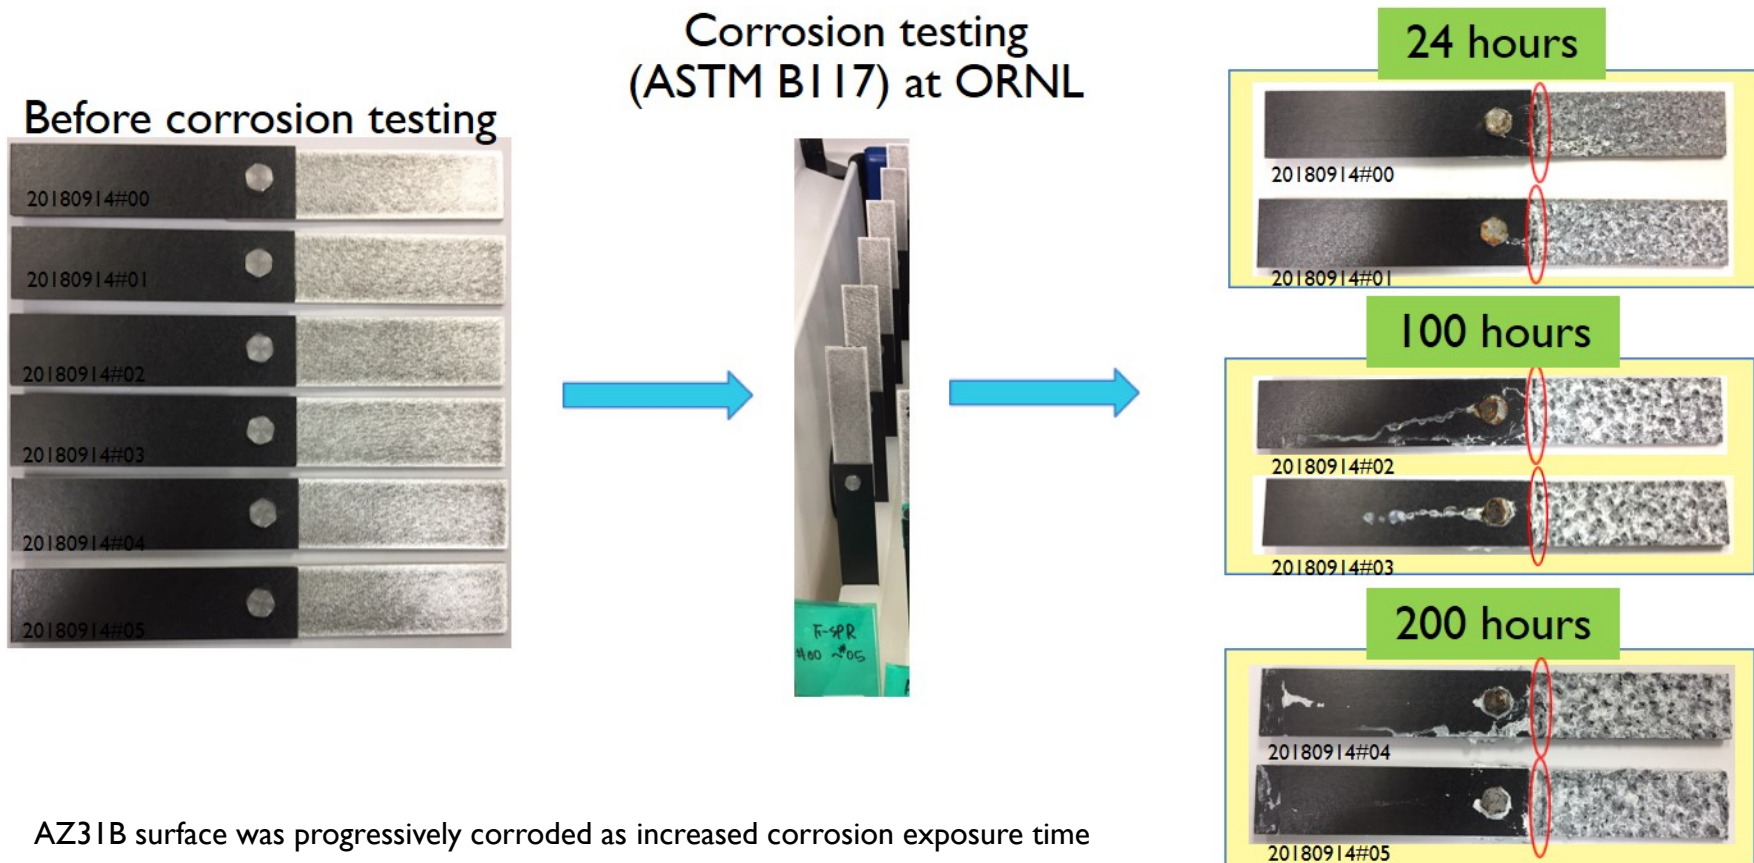 Before corrosion testing
20180914#00
20180914#01
20180914#02
20180914#03
20180914#04
20180914#05
Corrosion testing
(ASTM B117) at ORNL
#00 ~#05
24 hours
20180914#00
20180914#01
100 hours
20180914#02
20180914#03
200 hours
20180914#04
20180914#05
AZ31B surface was progressively corroded as increased corrosion exposure time